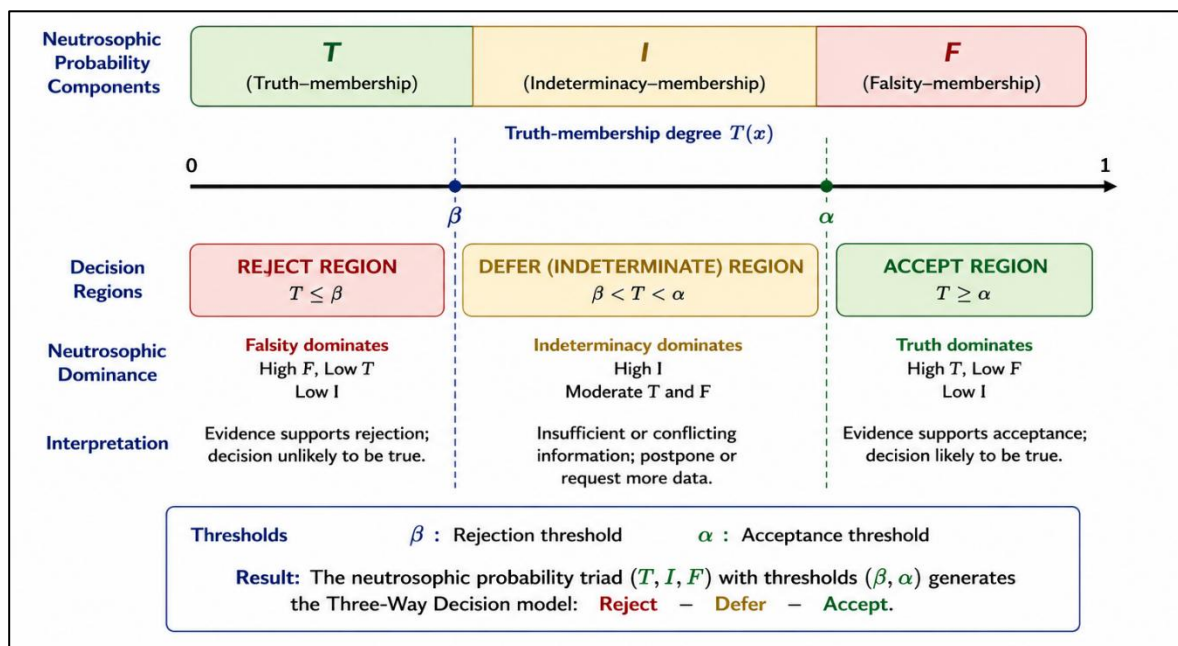 Neutrosophic
Probability
Components
T
(Truth–membership)
I
(Indeterminacy–membership)
F
(Falsity–membership)
Truth-membership degree T(x)
0
1
β
α
Decision
Regions
REJECT REGION
T ≤ β
DEFER (INDETERMINATE) REGION
β < T < α
ACCEPT REGION
T ≥ α
Neutrosophic
Dominance
Falsity dominates
High F, Low T
Low I
Indeterminacy dominates
High I
Moderate T and F
Truth dominates
High T, Low F
Low I
Interpretation
Evidence supports rejection;
decision unlikely to be true.
Insufficient or conflicting
information; postpone or
request more data.
Evidence supports acceptance;
decision likely to be true.
Thresholds β : Rejection threshold α : Acceptance threshold
Result: The neutrosophic probability triad (T, I, F) with thresholds (β, α) generates
the Three-Way Decision model: Reject – Defer – Accept.